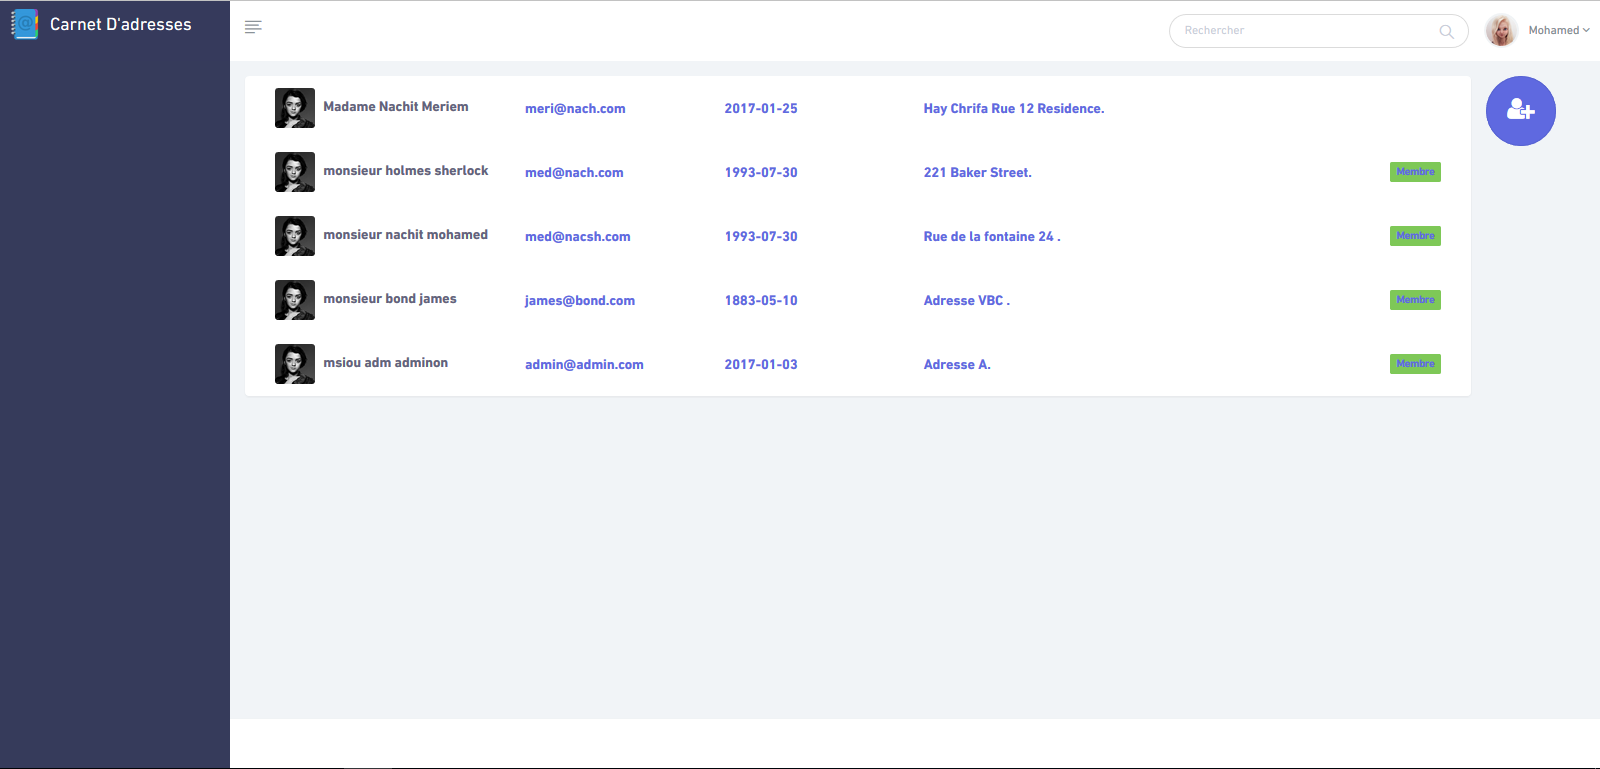 Carnet D'adresses
Rechercher
Mohamed
Madame Nachit Meriem meri@nach.com 2017-01-25 Hay Chrifa Rue 12 Residence.
monsieur holmes sherlock med@nach.com 1993-07-30 221 Baker Street. Membre
monsieur nachit mohamed med@nacsh.com 1993-07-30 Rue de la fontaine 24 . Membre
monsieur bond james james@bond.com 1883-05-10 Adresse VBC . Membre
msiou adm adminon admin@admin.com 2017-01-03 Adresse A. Membre